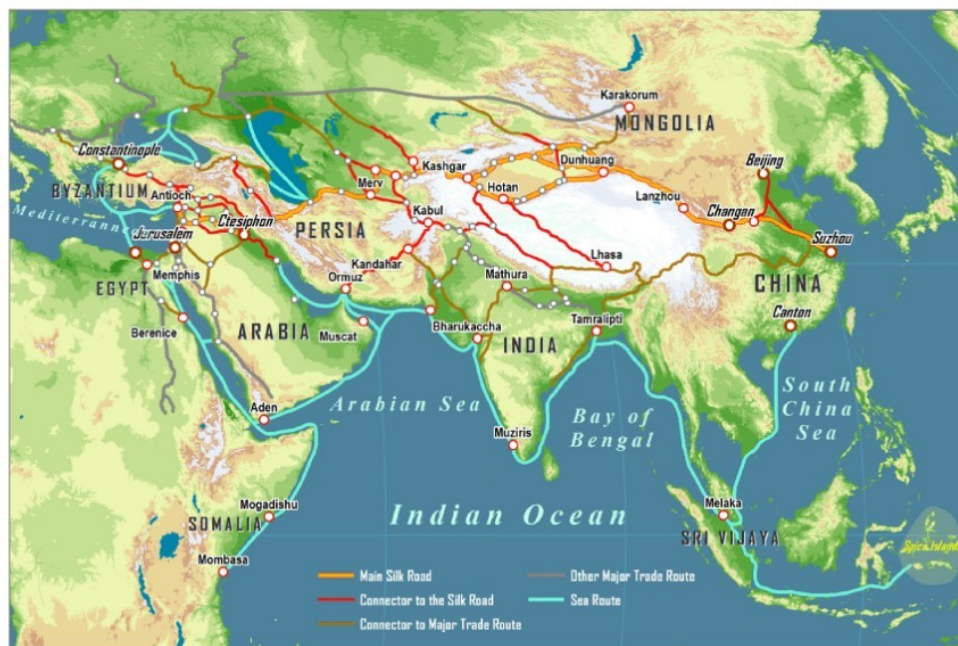 Karakorum
MONGOLIA
Constantinople
BYZANTIUM
Antioch
Mediterrann
Jerusalem
Ctesiphon
Merv
Kashgar
Hotan
Dunhuang
Beijing
Lanzhou
Changan
Suzhou
PERSIA
Kabul
Kandahar
Ormuz
Mathura
Lhasa
CHINA
Canton
Memphis
EGYPT
Berenice
ARABIA
Muscat
Bharukaccha
INDIA
Tamralipti
Aden
Arabian Sea
Muziris
Bay of
Bengal
South
China
Sea
Mogadishu
SOMALIA
Mombasa
Indian Ocean
Melaka
SRI VIJAYA
Spice Island
Main Silk Road
Connector to the Silk Road
Connector to Major Trade Route
Other Major Trade Route
Sea Route